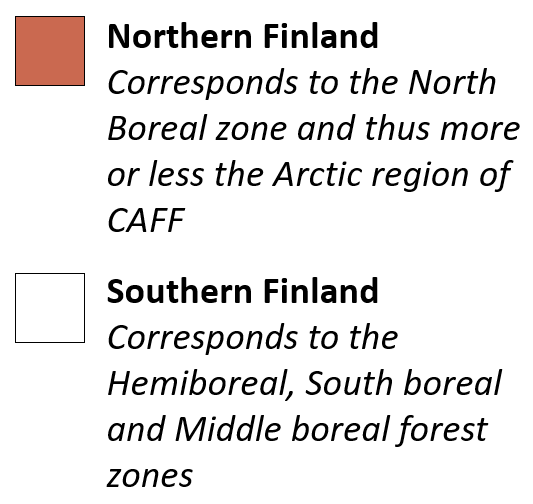 Northern Finland
Corresponds to the North
Boreal zone and thus more
or less the Arctic region of
CAFF
Southern Finland
Corresponds to the
Hemiboreal, South boreal
and Middle boreal forest
zones